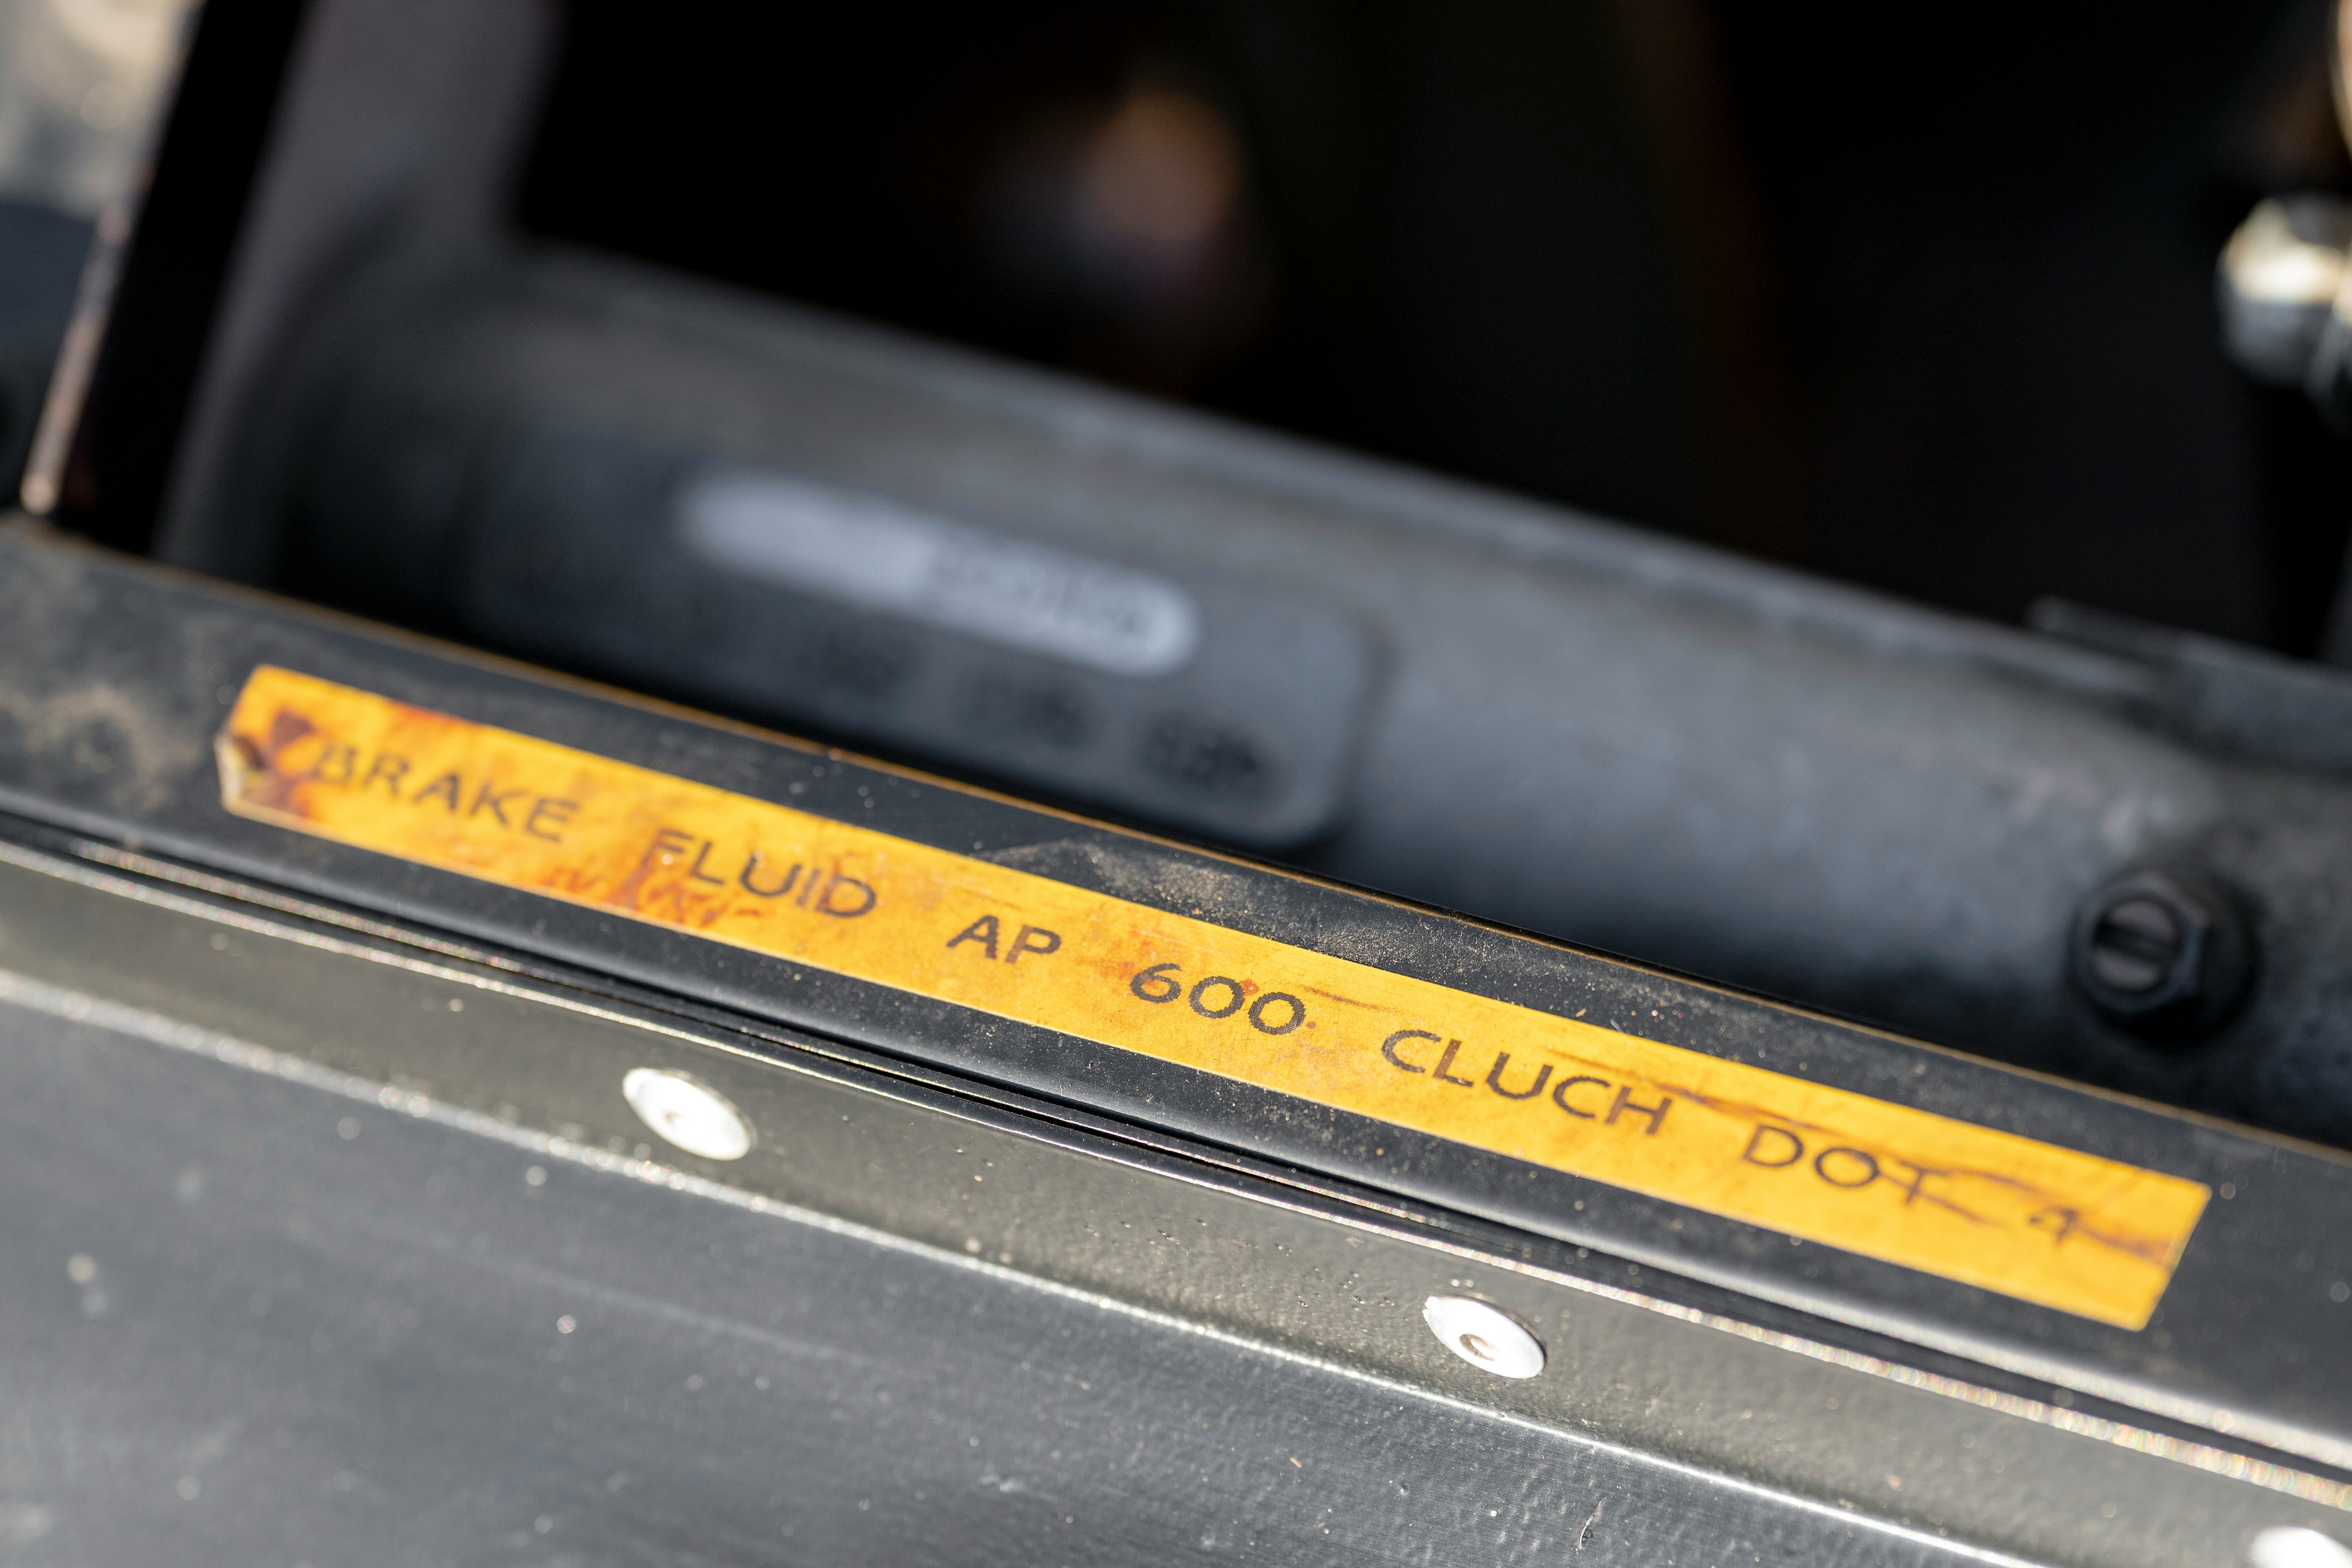 BRAKE FLUID AP 600 CLUCH DOT 4